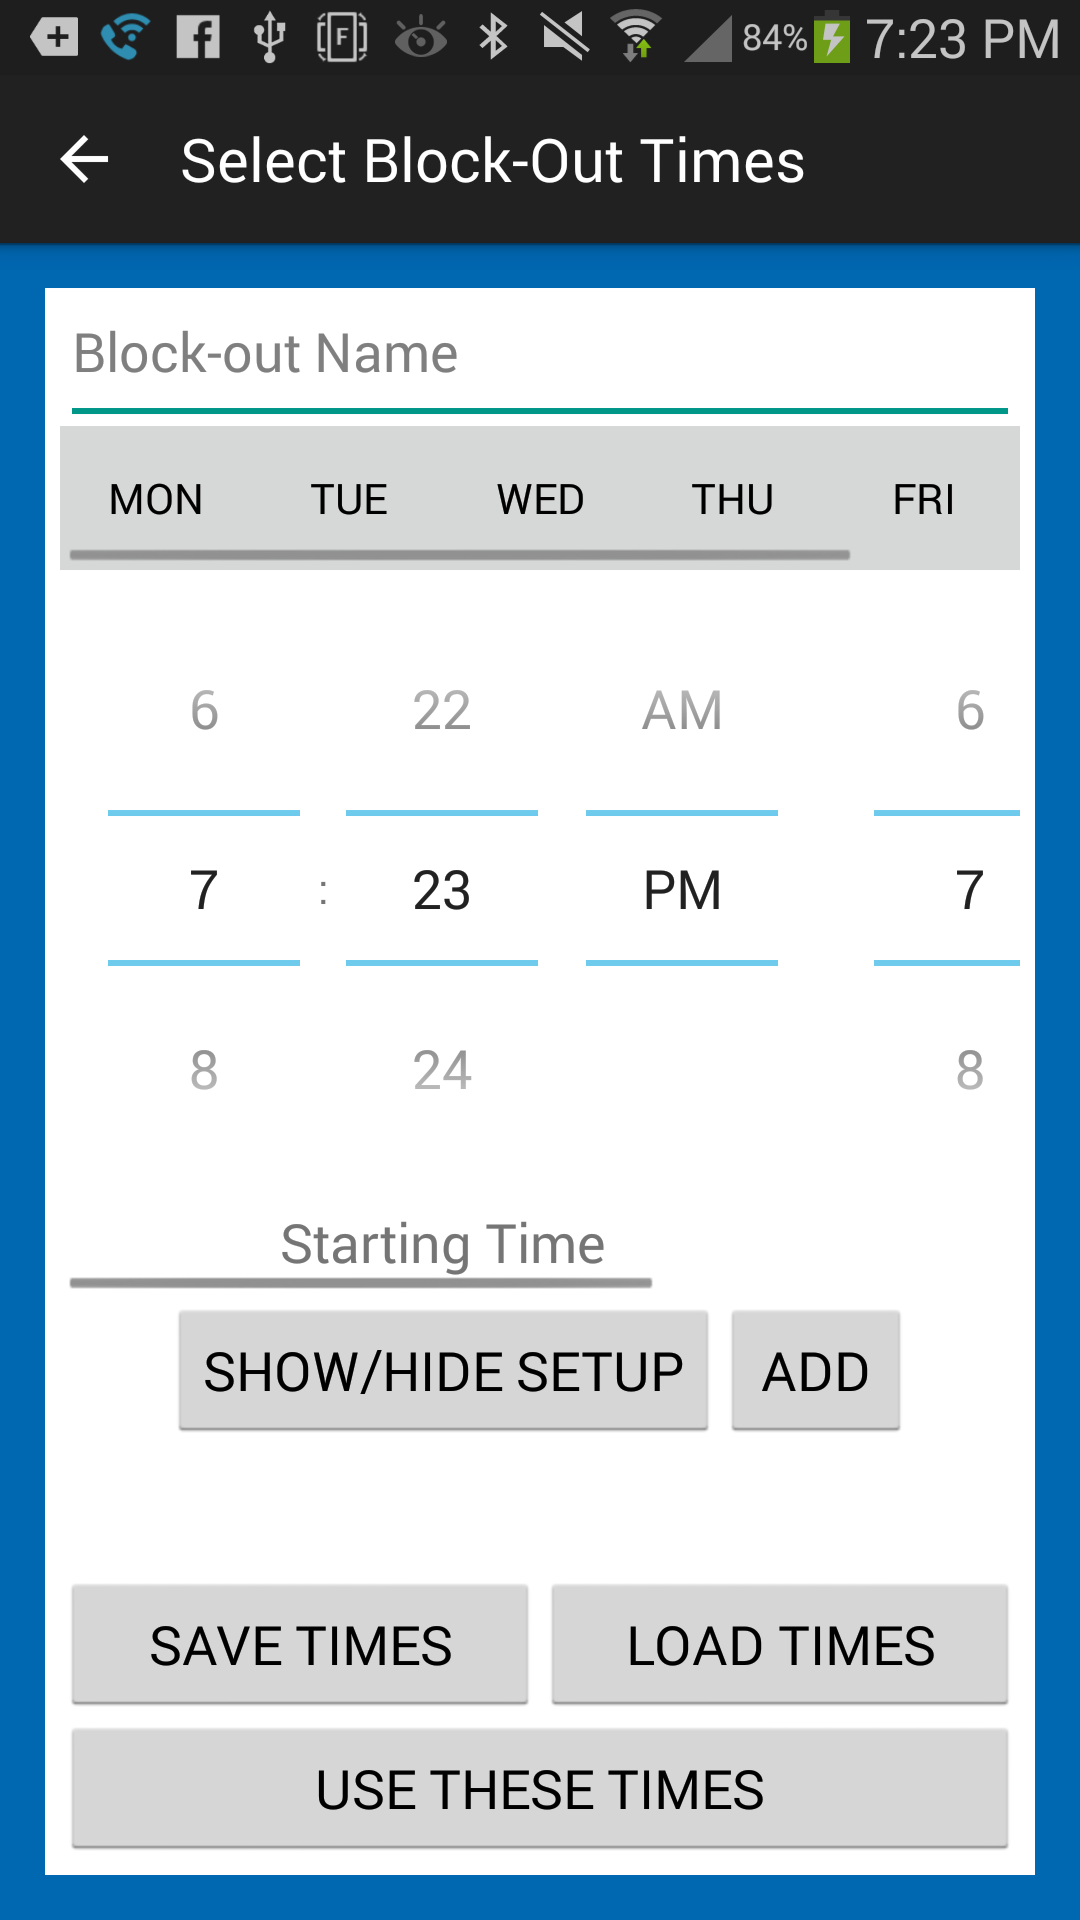 84% 7:23 PM
Select Block-Out Times
Block-out Name
MON TUE WED THU FRI
6 22 AM 6
7 : 23 PM 7
8 24 8
Starting Time
SHOW/HIDE SETUP ADD
SAVE TIMES LOAD TIMES
USE THESE TIMES